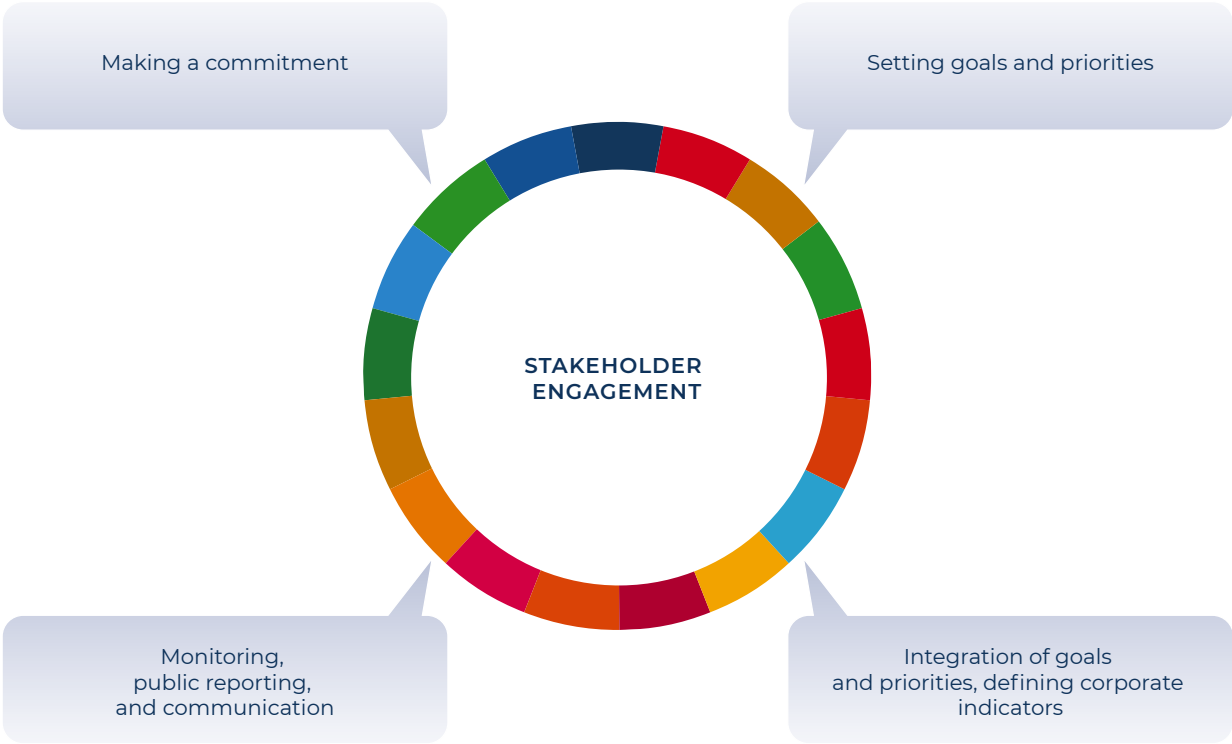 Making a commitment
Setting goals and priorities
STAKEHOLDER
ENGAGEMENT
Monitoring,
public reporting,
and communication
Integration of goals
and priorities, defining corporate
indicators